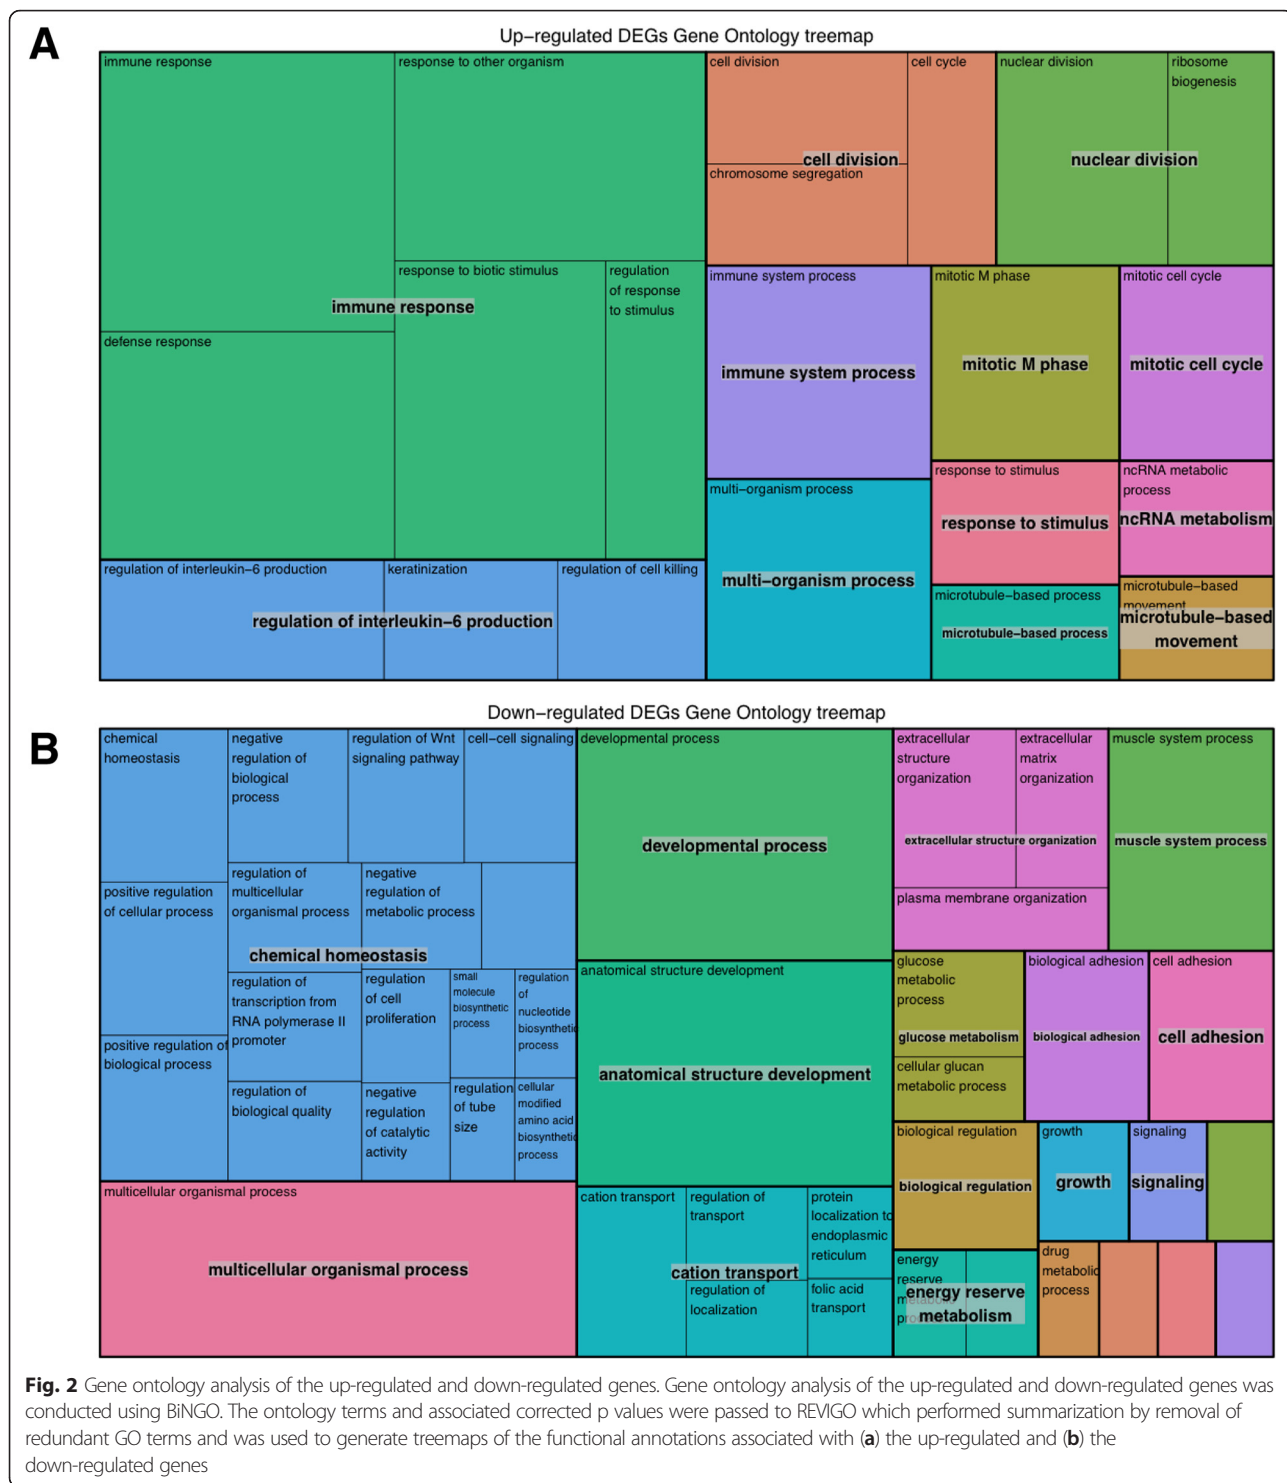 A
Up-regulated DEGs Gene Ontology treemap
immune response
response to other organism
response to biotic stimulus
regulation
of response
to stimulus
immune response
defense response
regulation of interleukin-6 production
keratinization
regulation of cell killing
regulation of interleukin-6 production
cell division
cell cycle
cell division
chromosome segregation
nuclear division
ribosome
biogenesis
nuclear division
immune system process
immune system process
mitotic M phase
mitotic M phase
mitotic cell cycle
mitotic cell cycle
multi-organism process
multi-organism process
response to stimulus
response to stimulus
ncRNA metabolic
process
ncRNA metabolism
microtubule-based process
microtubule-based process
microtubule-based
movement
microtubule-based
movement
B
Down-regulated DEGs Gene Ontology treemap
chemical
homeostasis
negative
regulation of
biological
process
regulation of Wnt
signaling pathway
cell-cell signaling
positive regulation
of cellular process
regulation of
multicellular
organismal process
negative
regulation of
metabolic process
chemical homeostasis
regulation of
transcription from
RNA polymerase II
promoter
regulation
of cell
proliferation
small
molecule
biosynthetic
process
regulation
of
nucleotide
biosynthetic
process
positive regulation of
biological process
regulation of
biological quality
negative
regulation
of catalytic
activity
regulation
of tube
size
cellular
modified
amino acid
biosynthetic
process
multicellular organismal process
multicellular organismal process
developmental process
developmental process
anatomical structure development
anatomical structure development
cation transport
regulation of
transport
protein
localization to
endoplasmic
reticulum
cation transport
regulation of
localization
folic acid
transport
extracellular
structure
organization
extracellular
matrix
organization
extracellular structure organization
plasma membrane organization
muscle system process
muscle system process
glucose
metabolic
process
glucose metabolism
cellular glucan
metabolic process
biological adhesion
biological adhesion
cell adhesion
cell adhesion
biological regulation
biological regulation
growth
growth
signaling
signaling
energy
reserve
metabolic
process
energy reserve
metabolism
drug
metabolic
process
Fig. 2 Gene ontology analysis of the up-regulated and down-regulated genes. Gene ontology analysis of the up-regulated and down-regulated genes was
conducted using BiNGO. The ontology terms and associated corrected p values were passed to REVIGO which performed summarization by removal of
redundant GO terms and was used to generate treemaps of the functional annotations associated with (a) the up-regulated and (b) the
down-regulated genes